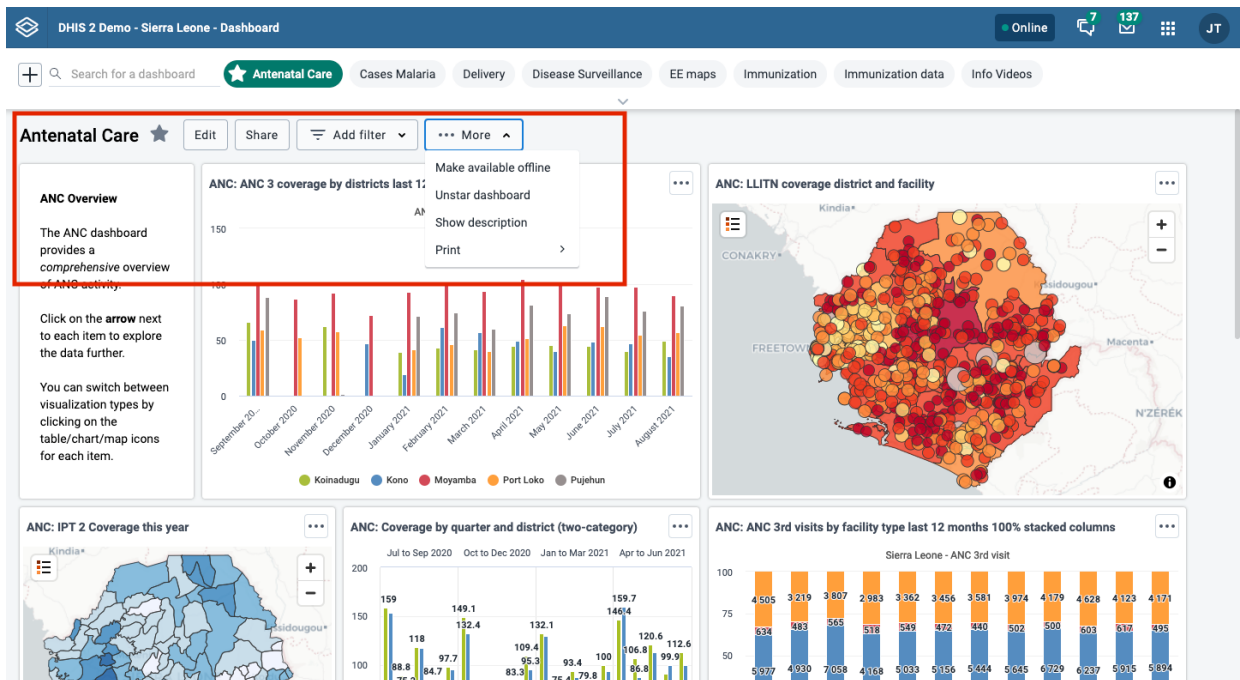 DHIS 2 Demo - Sierra Leone - Dashboard
Online
7
137
JT
Search for a dashboard
Antenatal Care
Cases Malaria
Delivery
Disease Surveillance
EE maps
Immunization
Immunization data
Info Videos
Antenatal Care
Edit
Share
Add filter
More
Make available offline
Unstar dashboard
Show description
Print
ANC Overview
The ANC dashboard
provides a
comprehensive overview
of ANC activity.
Click on the arrow next
to each item to explore
the data further.
You can switch between
visualization types by
clicking on the
table/chart/map icons
for each item.
ANC: ANC 3 coverage by districts last 12
150
100
50
0
September 20...
October 2020
November 2020
December 2020
January 2021
February 2021
March 2021
April 2021
May 2021
June 2021
July 2021
August 2021
Koinadugu
Kono
Moyamba
Port Loko
Pujehun
ANC: LLITN coverage district and facility
Kindia
CONAKRY
FREETOW
Macenta
N'ZÉRÉK
ANC: IPT 2 Coverage this year
Kindia
ANC: Coverage by quarter and district (two-category)
Jul to Sep 2020
Oct to Dec 2020
Jan to Mar 2021
Apr to Jun 2021
200
150
100
159
118
88.8
84.7
97.7
149.1
132.4
83.3
109.4
95.3
132.1
93.4
79.8
100
146.4
159.7
106.8
86.8
120.6
99.9
112.6
ANC: ANC 3rd visits by facility type last 12 months 100% stacked columns
Sierra Leone - ANC 3rd visit
100
75
50
4 505
3 219
3 807
2 983
3 362
3 456
3 581
3 974
4 179
4 628
4 123
4 171
634
483
565
518
549
472
440
502
500
603
617
495
5 977
4 930
7 058
4 168
5 033
5 156
5 444
5 645
6 729
6 237
5 915
5 894